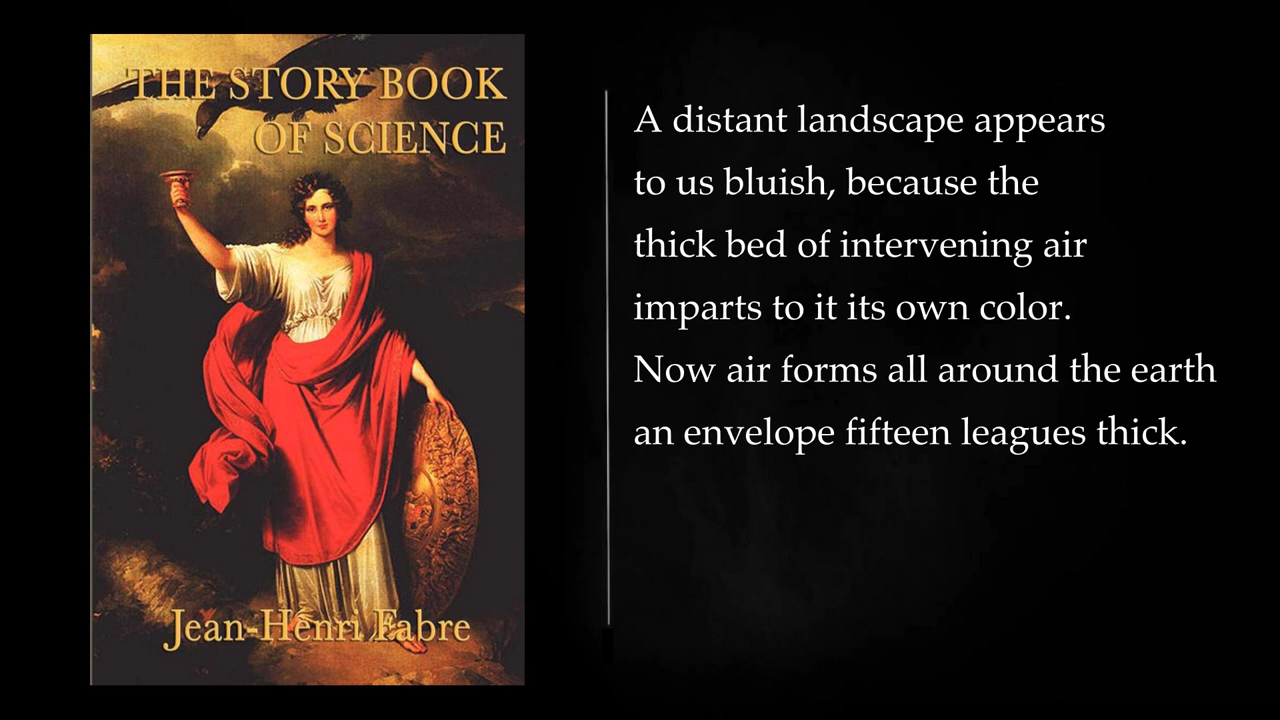 THE STORY BOOK
OF SCIENCE
Jean-Henri Fabre
A distant landscape appears
to us bluish, because the
thick bed of intervening air
imparts to it its own color.
Now air forms all around the earth
an envelope fifteen leagues thick.